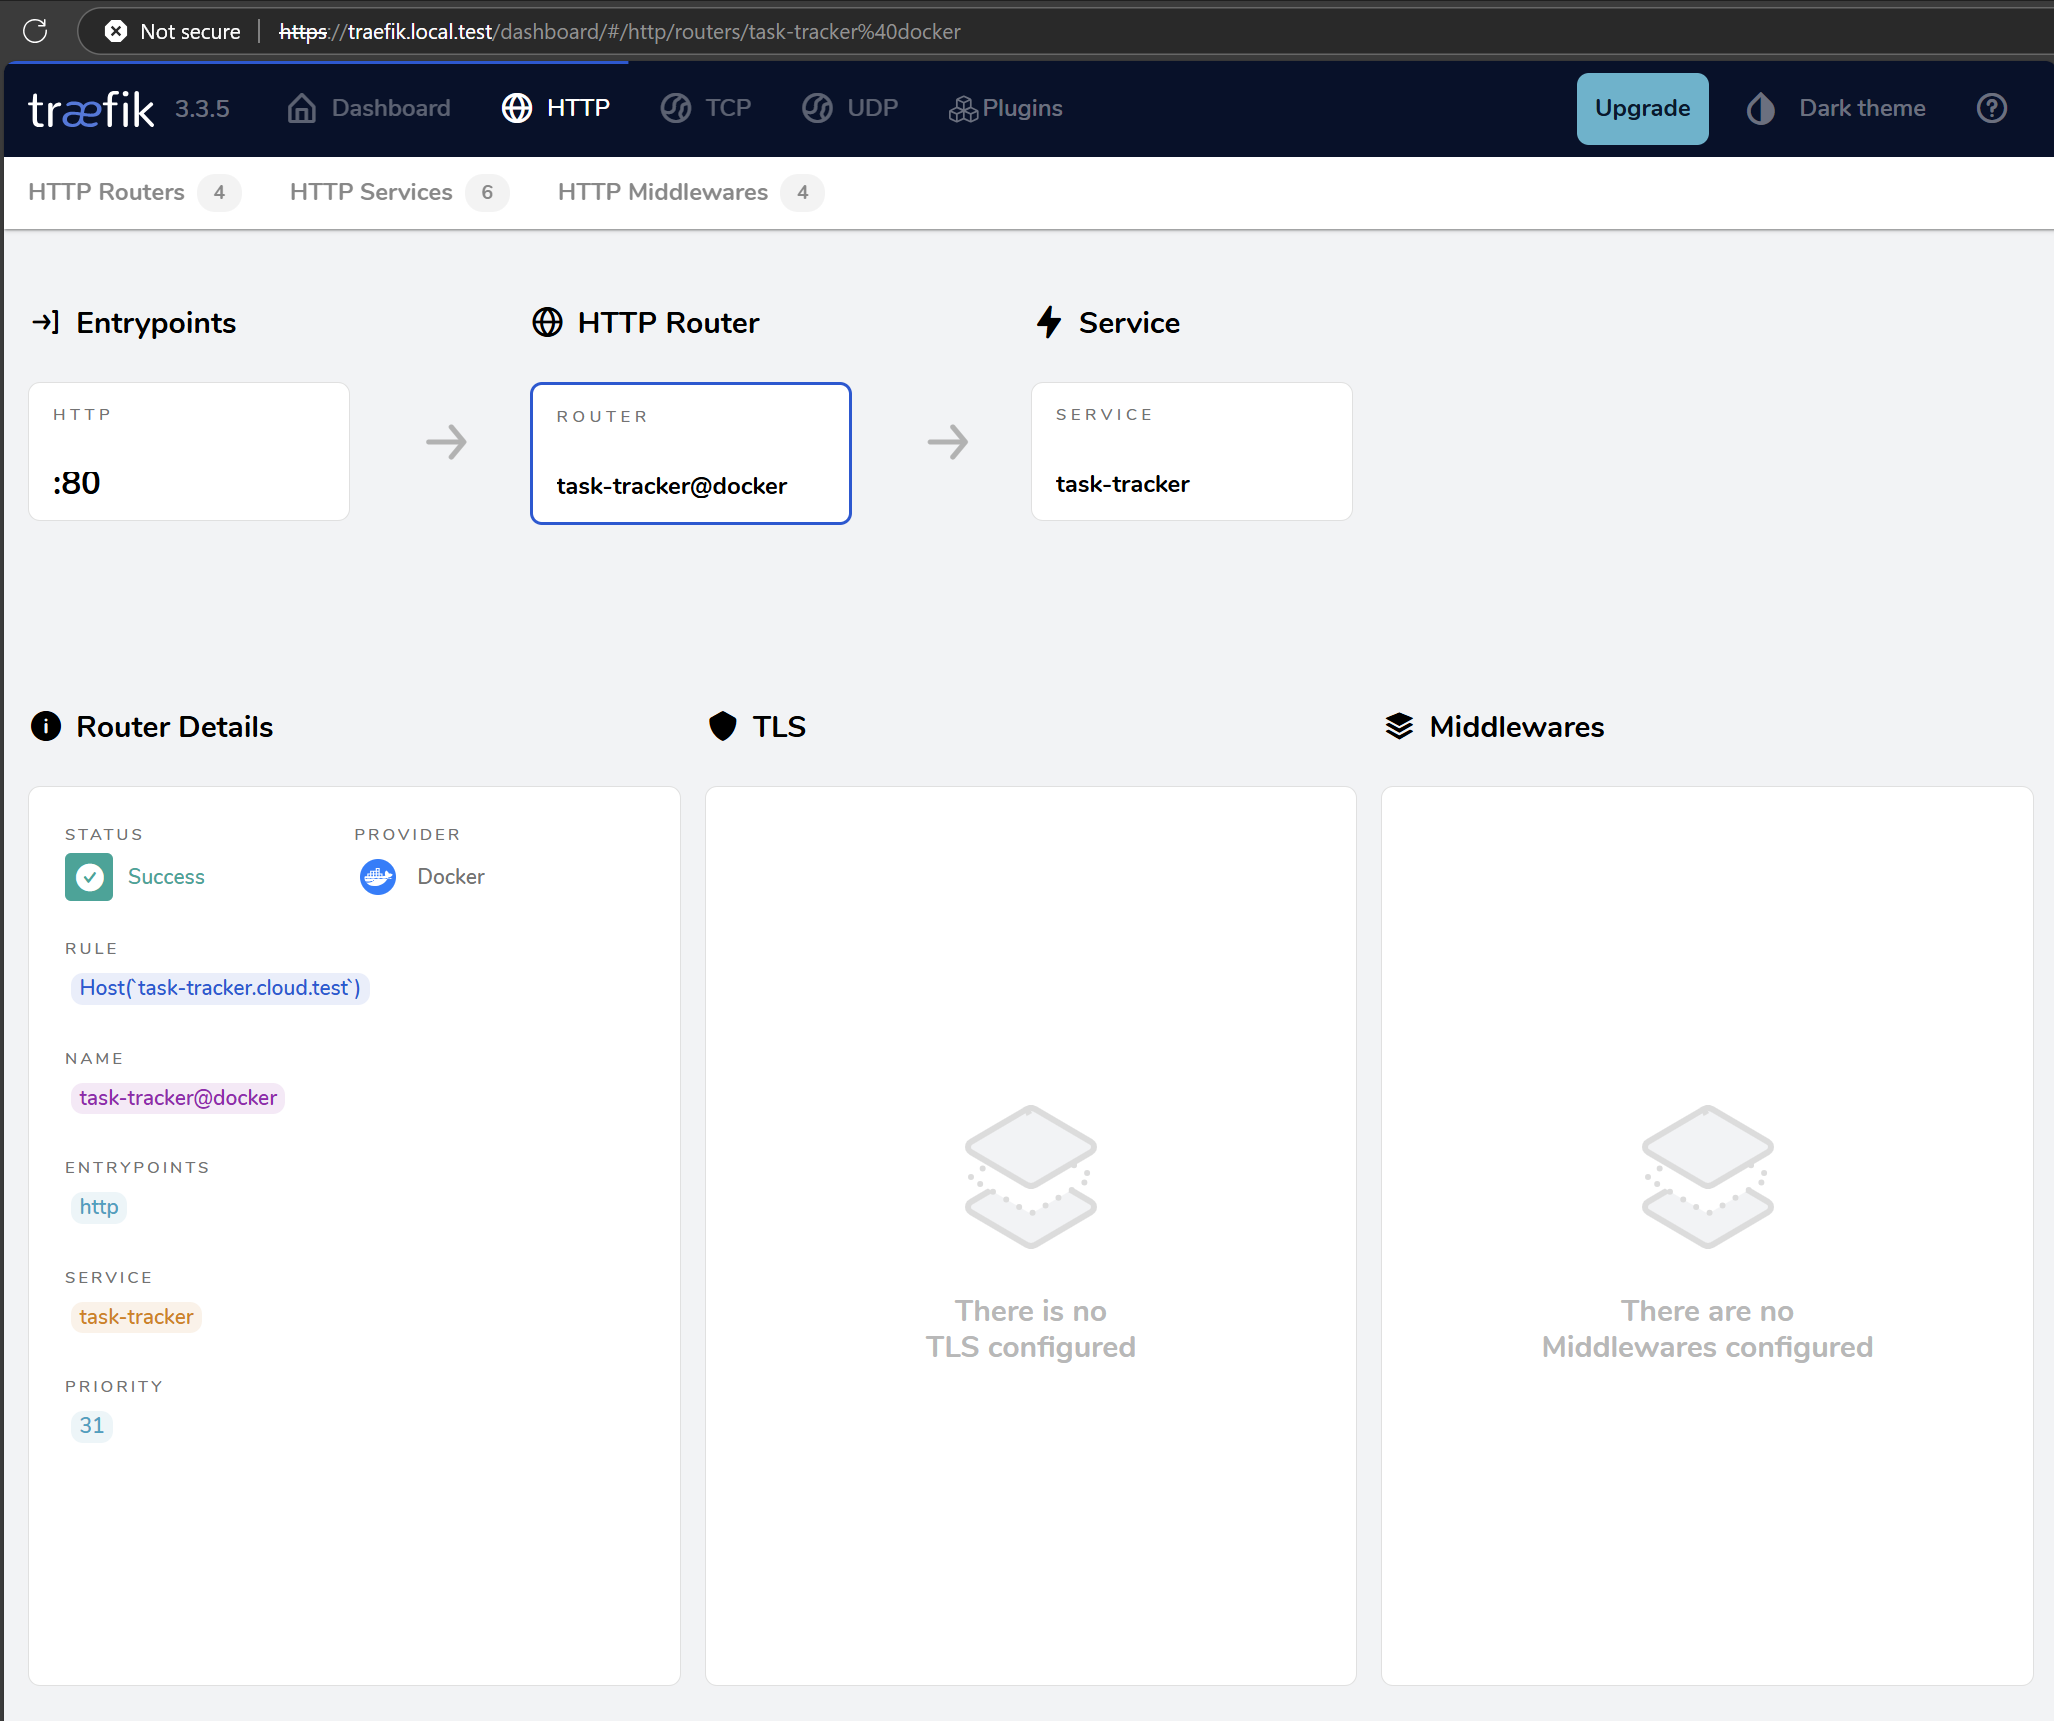 Not secure
https://traefik.local.test/dashboard/#/http/routers/task-tracker%40docker
træfik 3.3.5 Dashboard HTTP TCP UDP Plugins Upgrade Dark theme
HTTP Routers 4 HTTP Services 6 HTTP Middlewares 4
Entrypoints
HTTP
:80
HTTP Router
ROUTER
task-tracker@docker
Service
SERVICE
task-tracker
Router Details
STATUS
Success
PROVIDER
Docker
RULE
Host(`task-tracker.cloud.test`)
NAME
task-tracker@docker
ENTRYPOINTS
http
SERVICE
task-tracker
PRIORITY
31
TLS
There is no
TLS configured
Middlewares
There are no
Middlewares configured